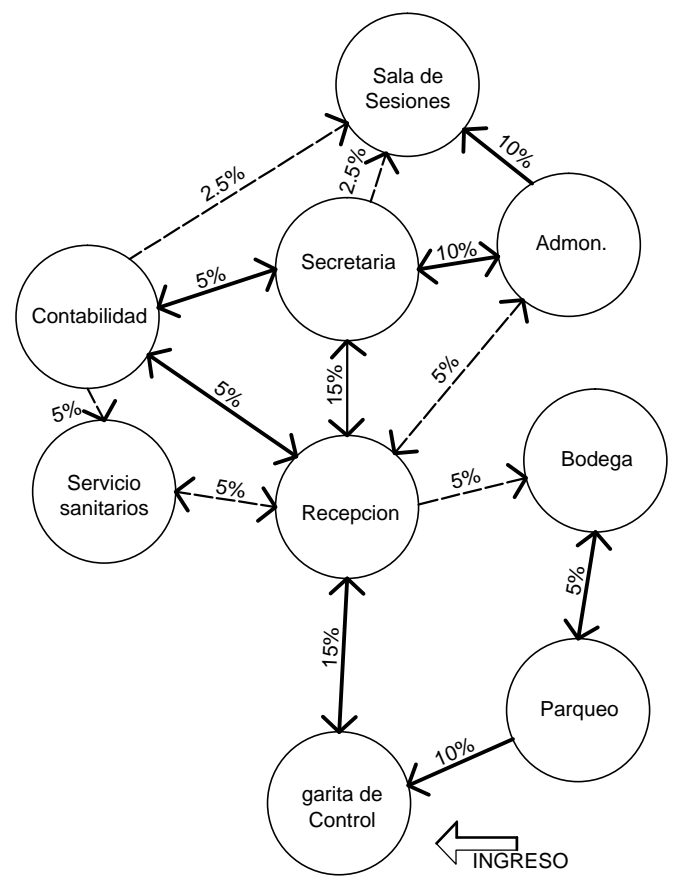 Sala de
Sesiones
10%
2.5%
2.5%
Secretaria
10%
Admon.
5%
Contabilidad
15%
5%
5%
5%
Servicio
sanitarios
5%
Recepcion
5%
Bodega
5%
15%
Parqueo
10%
garita de
Control
INGRESO